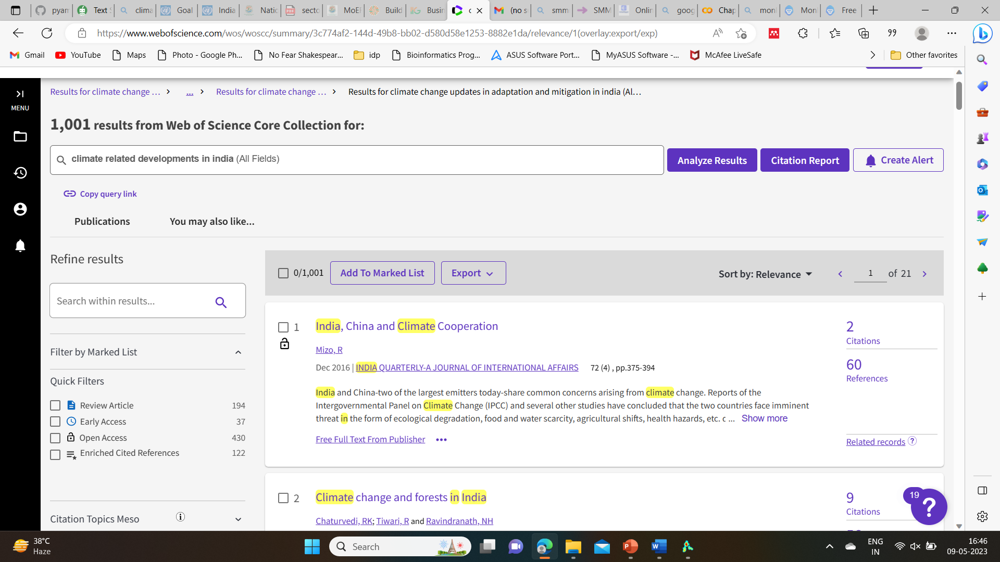 pyam
Text S
clima
Goal
India
Natio
secto
MoEF
Build
Busin
(no s
smm
SMM
Onlin
goog
Chap
monl
Mon
Free
https://www.webofscience.com/wos/woscc/summary/3c774af2-144d-49b8-bb02-d580d58e1253-8882e1da/relevance/1(overlay:export/exp)
Gmail
YouTube
Maps
Photo - Google Ph...
No Fear Shakespear...
idp
Bioinformatics Prog...
ASUS Software Port...
MyASUS Software -...
McAfee LiveSafe
Other favorites
MENU
Results for climate change ... > ... > Results for climate change ... > Results for climate change updates in adaptation and mitigation in india (Al...
1,001 results from Web of Science Core Collection for:
climate related developments in india (All Fields)
Analyze Results
Citation Report
Create Alert
Copy query link
Publications
You may also like...
Refine results
Search within results...
Filter by Marked List
Quick Filters
Review Article 194
Early Access 37
Open Access 430
Enriched Cited References 122
Citation Topics Meso
0/1,001
Add To Marked List
Export
Sort by: Relevance
1 of 21
1
India, China and Climate Cooperation
Mizo, R
Dec 2016 | INDIA QUARTERLY-A JOURNAL OF INTERNATIONAL AFFAIRS 72 (4) , pp.375-394
India and China-two of the largest emitters today-share common concerns arising from climate change. Reports of the
Intergovernmental Panel on Climate Change (IPCC) and several other studies have concluded that the two countries face imminent
threat in the form of ecological degradation, food and water scarcity, agricultural shifts, health hazards, etc. c ... Show more
Free Full Text From Publisher
2
Citations
60
References
Related records
2
Climate change and forests in India
Chaturvedi, RK; Tiwari, R and Ravindranath, NH
9
Citations
19
38°C
Haze
Search
ENG
IN
16:46
09-05-2023